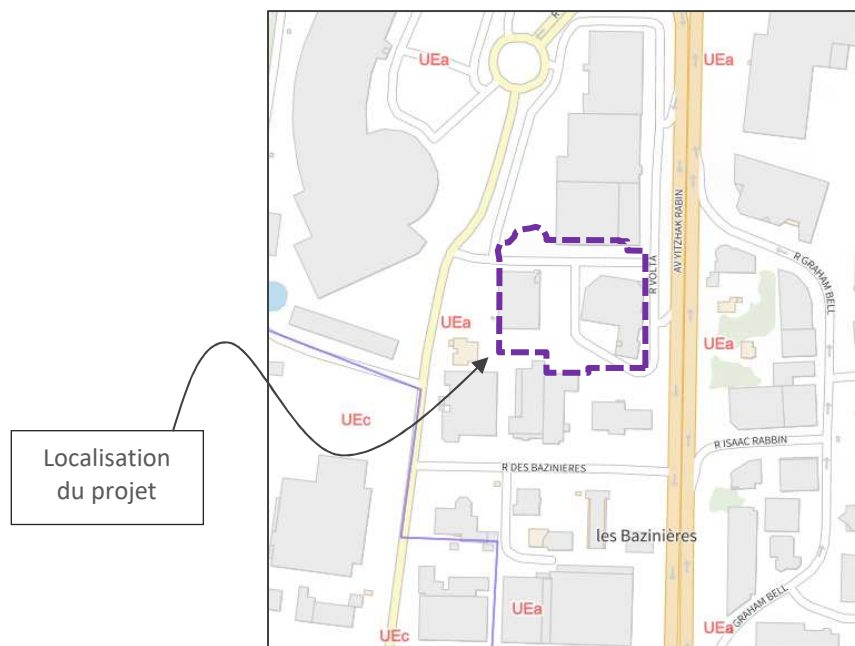 R
UEa
UEa
AV YITZHAK RABIN
R VOLTA
R GRAHAM BELL
UEa
UEa
UEc
Localisation
du projet
R ISAAC RABBIN
R DES BAZINIERES
les Bazinières
UEa
UEc
UEa
GRAHAM BELL